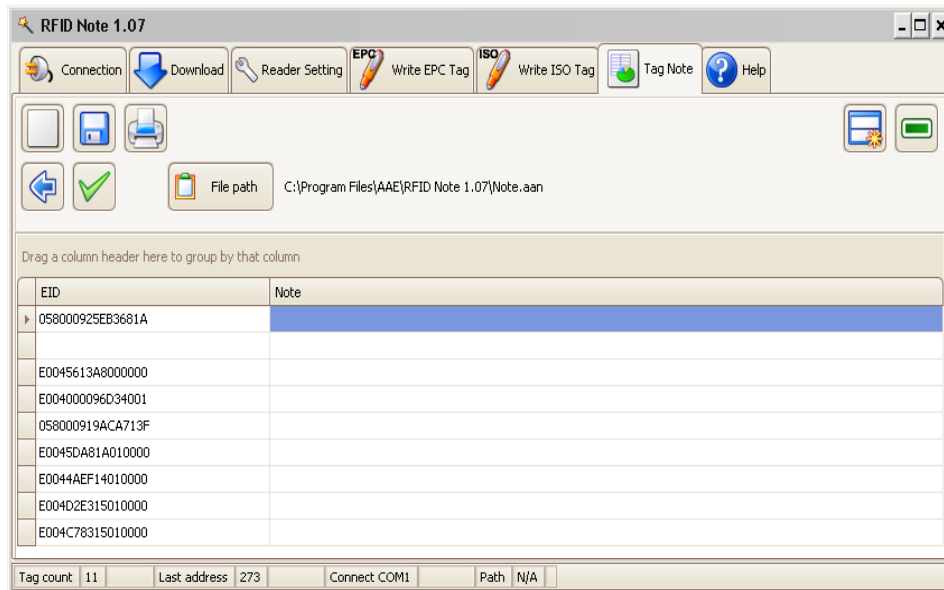 RFID Note 1.07
Connection Download Reader Setting EPC Write EPC Tag ISO Write ISO Tag Tag Note Help
File path C:\Program Files\AAE\RFID Note 1.07\Note.aan
Drag a column header here to group by that column
EID Note
058000925EB3681A
E0045613A8000000
E004000096D34001
058000919ACA713F
E0045DA81A010000
E0044AEF14010000
E004D2E315010000
E004C78315010000
Tag count 11 Last address 273 Connect COM1 Path N/A